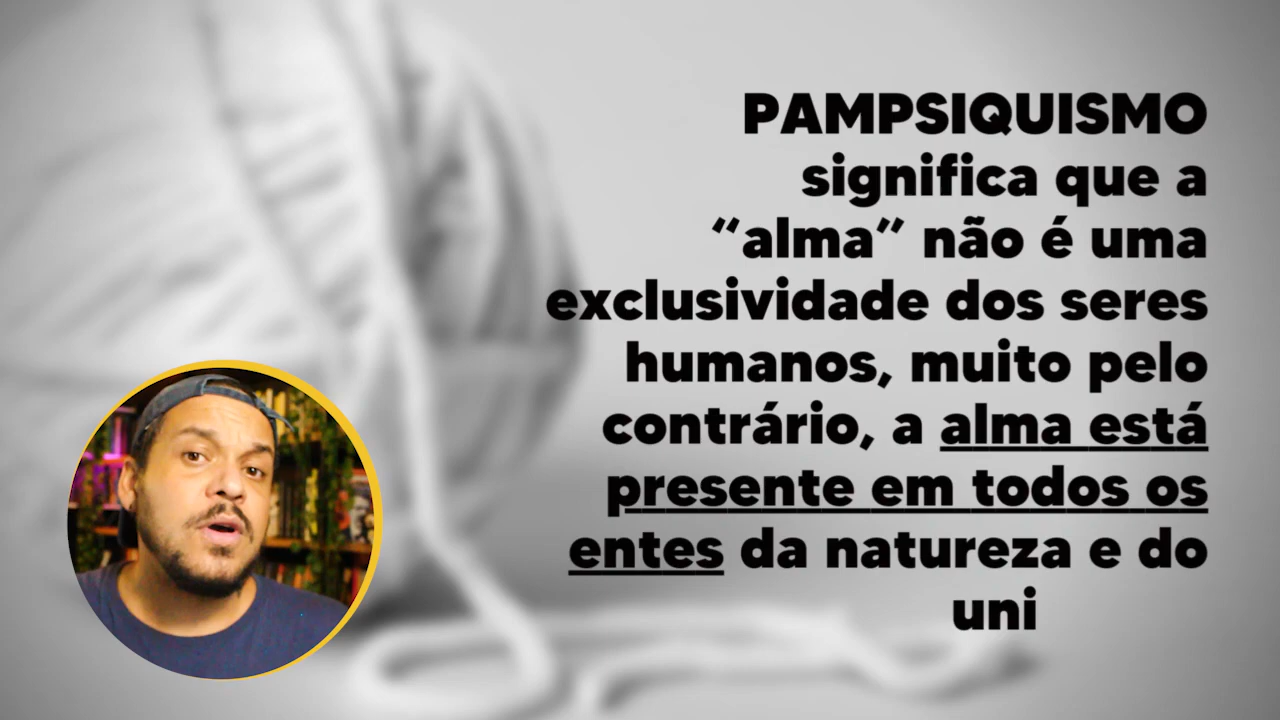 PAMPSIQUISMO
significa que a
“alma” não é uma
exclusividade dos seres
humanos, muito pelo
contrário, a alma está
presente em todos os
entes da natureza e do
uni